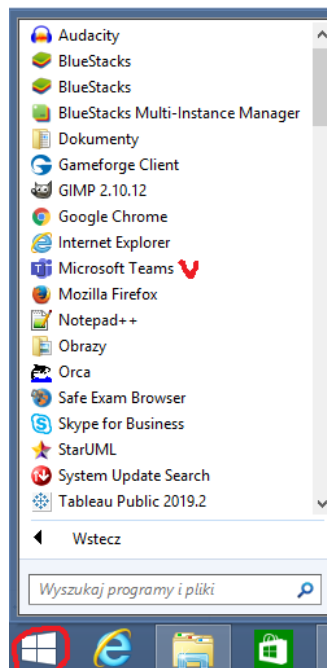 Audacity
BlueStacks
BlueStacks
BlueStacks Multi-Instance Manager
Dokumenty
Gameforge Client
GIMP 2.10.12
Google Chrome
Internet Explorer
Microsoft Teams
Mozilla Firefox
Notepad++
Obrazy
Orca
Safe Exam Browser
Skype for Business
StarUML
System Update Search
Tableau Public 2019.2
Wstecz
Wyszukaj programy i pliki